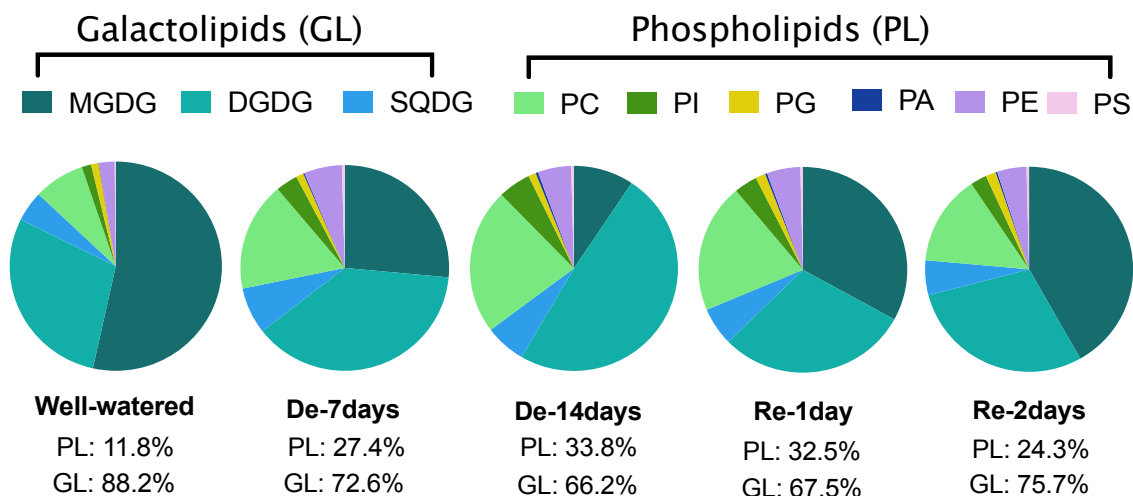 Galactolipids (GL) Phospholipids (PL)
MGDG DGDG SQDG PC PI PG PA PE PS
Well-watered De-7days De-14days Re-1day Re-2days
PL: 11.8% PL: 27.4% PL: 33.8% PL: 32.5% PL: 24.3%
GL: 88.2% GL: 72.6% GL: 66.2% GL: 67.5% GL: 75.7%